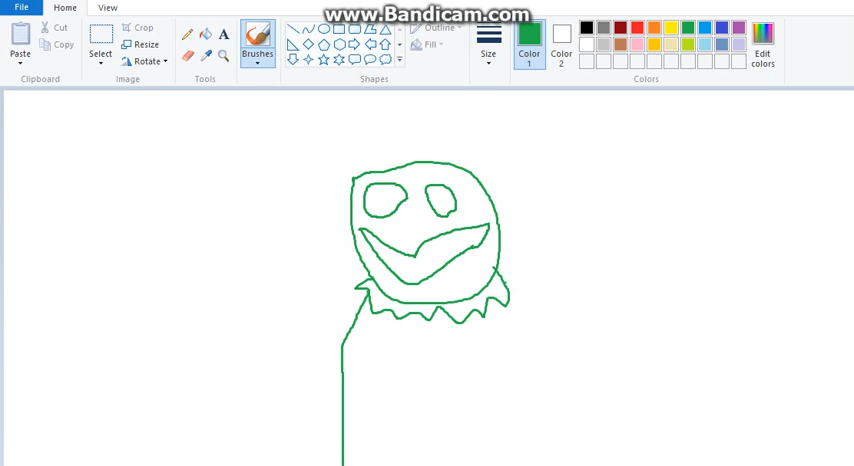 www.Bandicam.com
File Home View
Cut Crop Outline
Paste Copy Select Resize Brushes Fill Size Color Color Edit
Rotate 1 2 colors
Clipboard Image Tools Shapes Colors
A